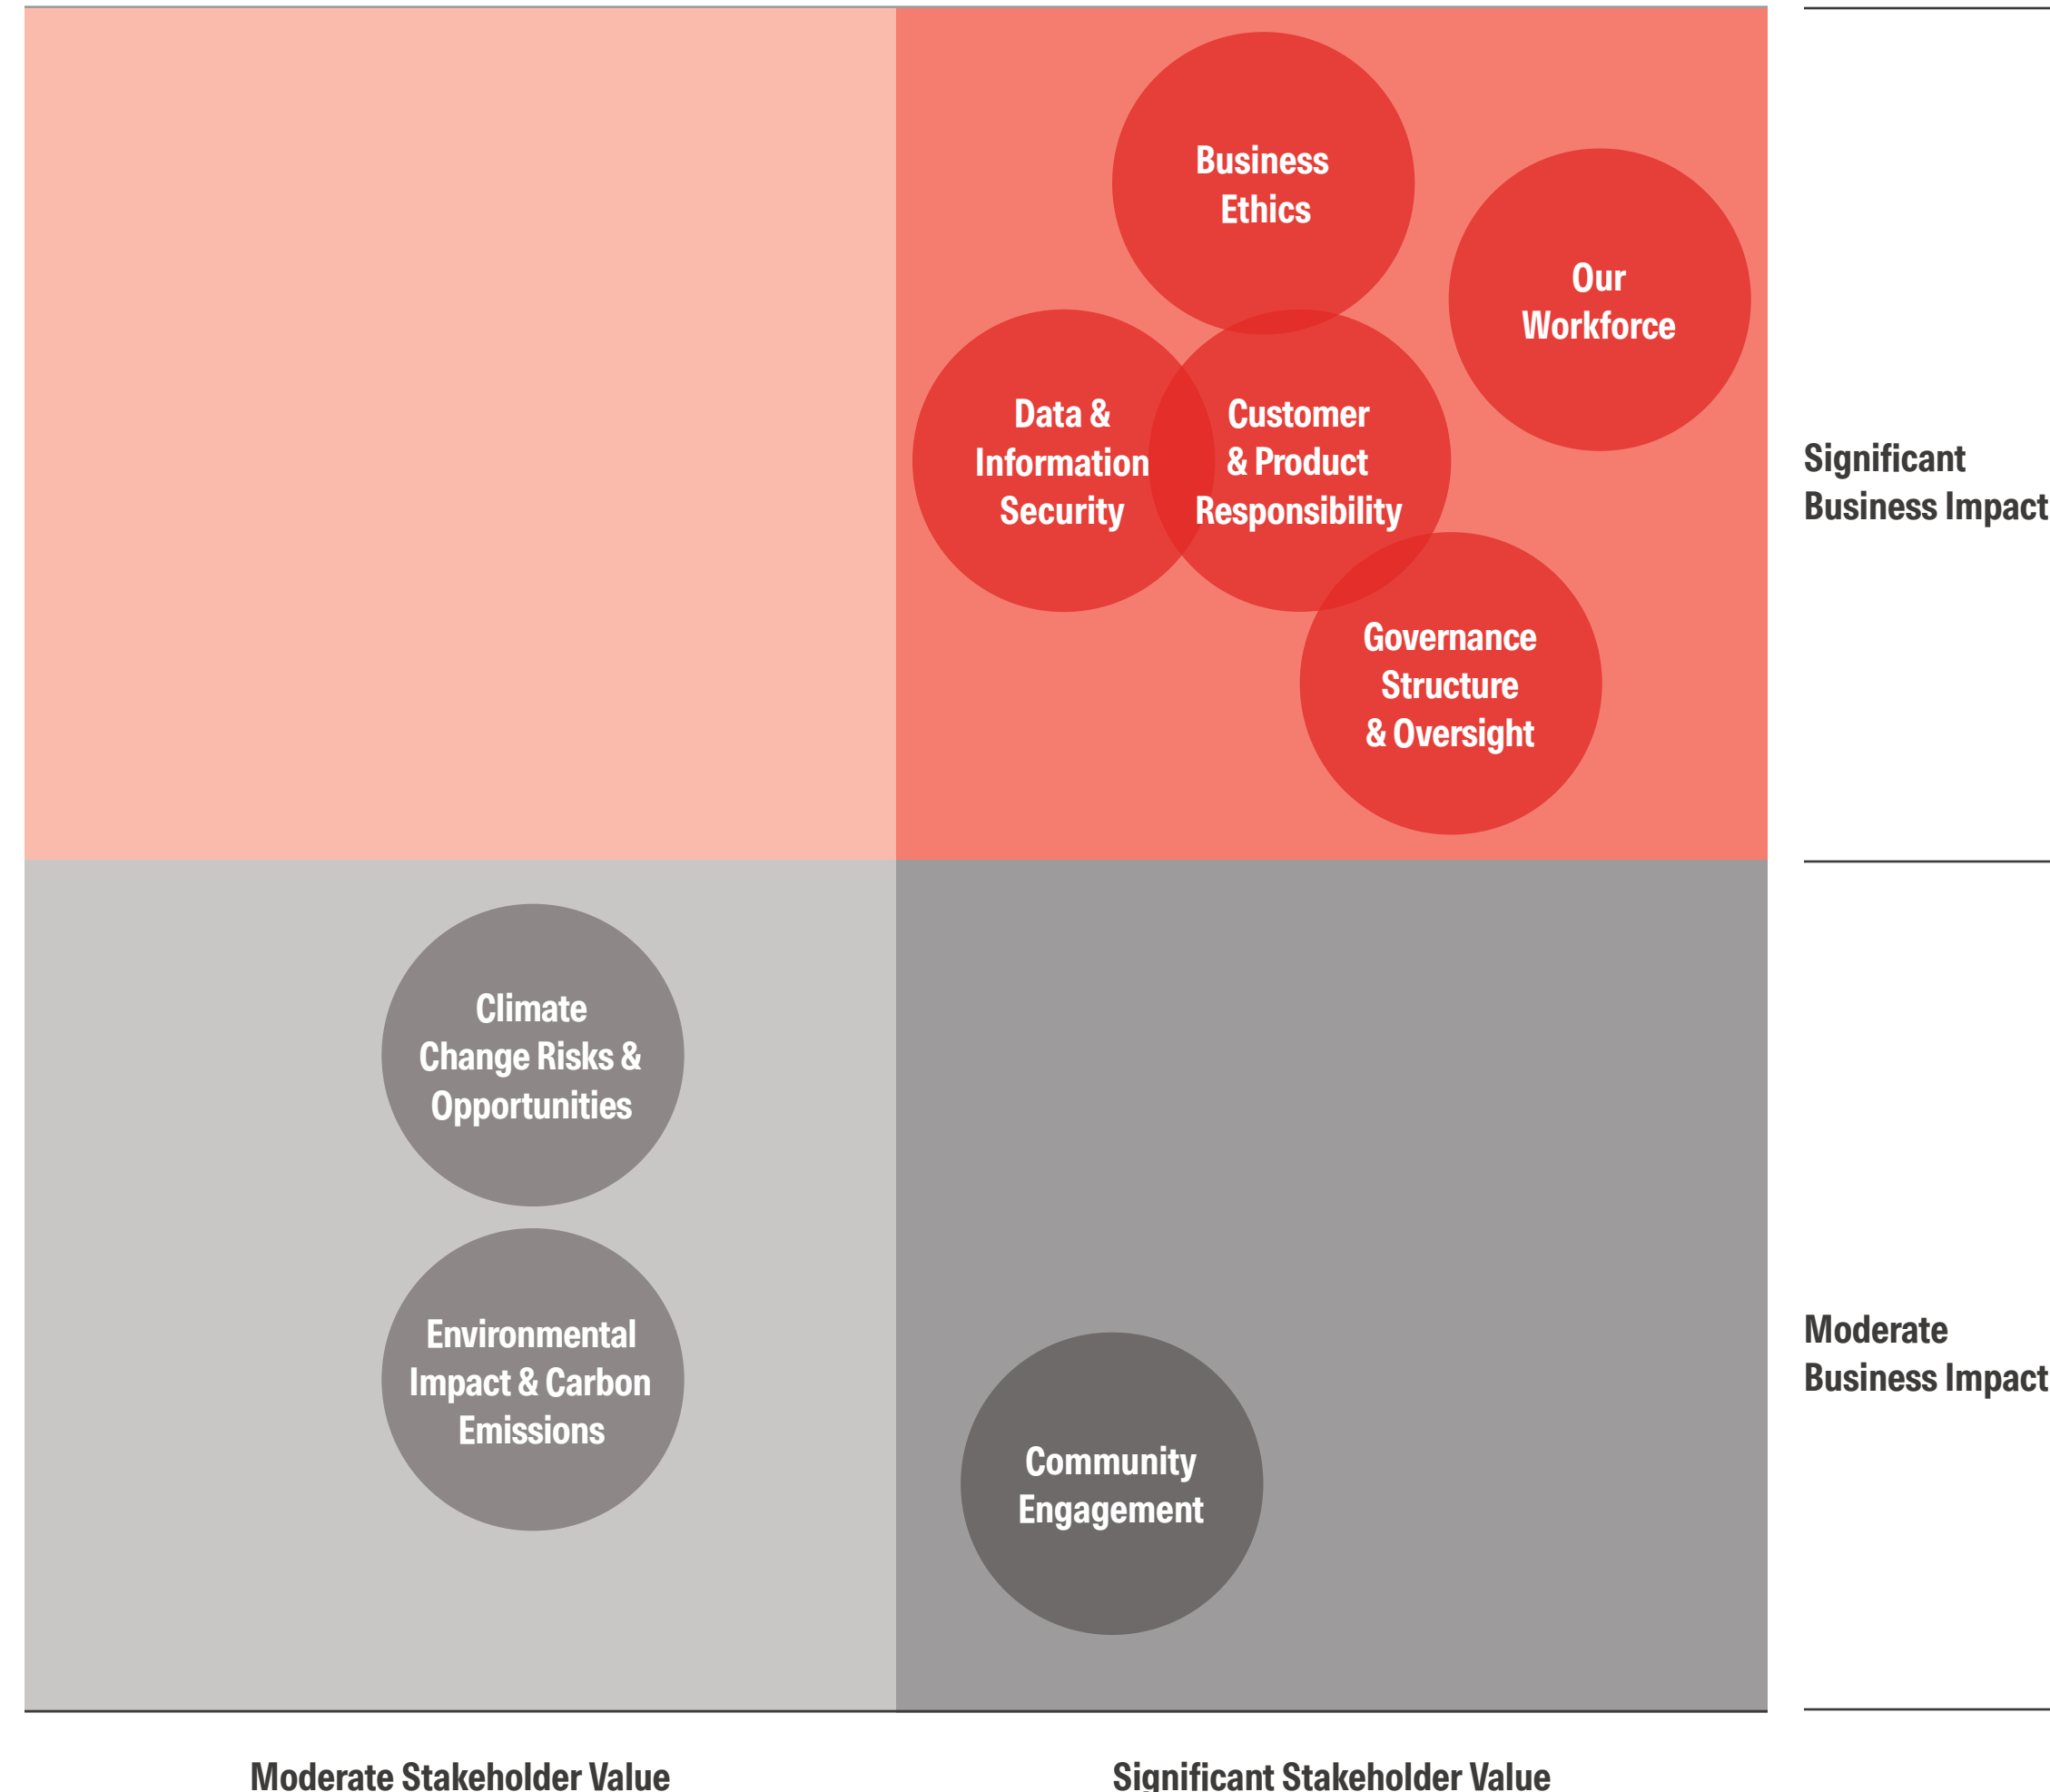 Business
Ethics
Our
Workforce
Data &
Information
Security
Customer
& Product
Responsibility
Significant
Business Impact
Governance
Structure
& Oversight
Climate
Change Risks &
Opportunities
Environmental
Impact & Carbon
Emissions
Moderate
Business Impact
Community
Engagement
Moderate Stakeholder Value
Significant Stakeholder Value